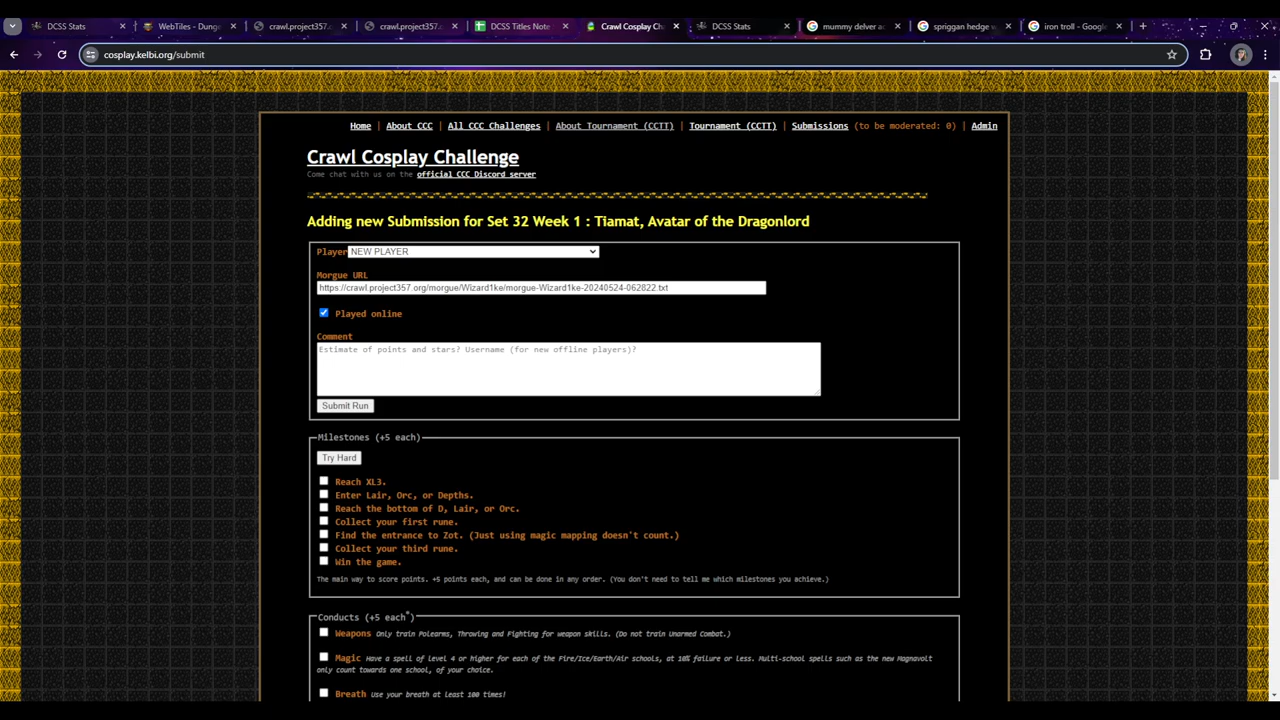 DCSS Stats
WebTiles - Dunge
crawl.project357.
crawl.project357.
DCSS Titles Note
Crawl Cosplay Ch
DCSS Stats
mummy delver ac
spriggan hedge w
iron troll - Google
cosplay.kelbi.org/submit
Home | About CCC | All CCC Challenges | About Tournament (CCTT) | Tournament (CCTT) | Submissions (to be moderated: 0) | Admin
Crawl Cosplay Challenge
Come chat with us on the official CCC Discord server
Adding new Submission for Set 32 Week 1 : Tiamat, Avatar of the Dragonlord
Player NEW PLAYER
Morgue URL
https://crawl.project357.org/morgue/Wizard1ke/morgue-Wizard1ke-20240524-062822.txt
Played online
Comment
Estimate of points and stars? Username (for new offline players)?
Submit Run
Milestones (+5 each)
Try Hard
Reach XL3.
Enter Lair, Orc, or Depths.
Reach the bottom of D, Lair, or Orc.
Collect your first rune.
Find the entrance to Zot. (Just using magic mapping doesn't count.)
Collect your third rune.
Win the game.
The main way to score points. +5 points each, and can be done in any order. (You don't need to tell me which milestones you achieve.)
Conducts (+5 each*)
Weapons Only train Polearms, Throwing and Fighting for weapon skills. (Do not train Unarmed Combat.)
Magic Have a spell of level 4 or higher for each of the Fire/Ice/Earth/Air schools, at 10% failure or less. Multi-school spells such as the new Magnavolt
only count towards one school, of your choice.
Breath Use your breath at least 100 times!